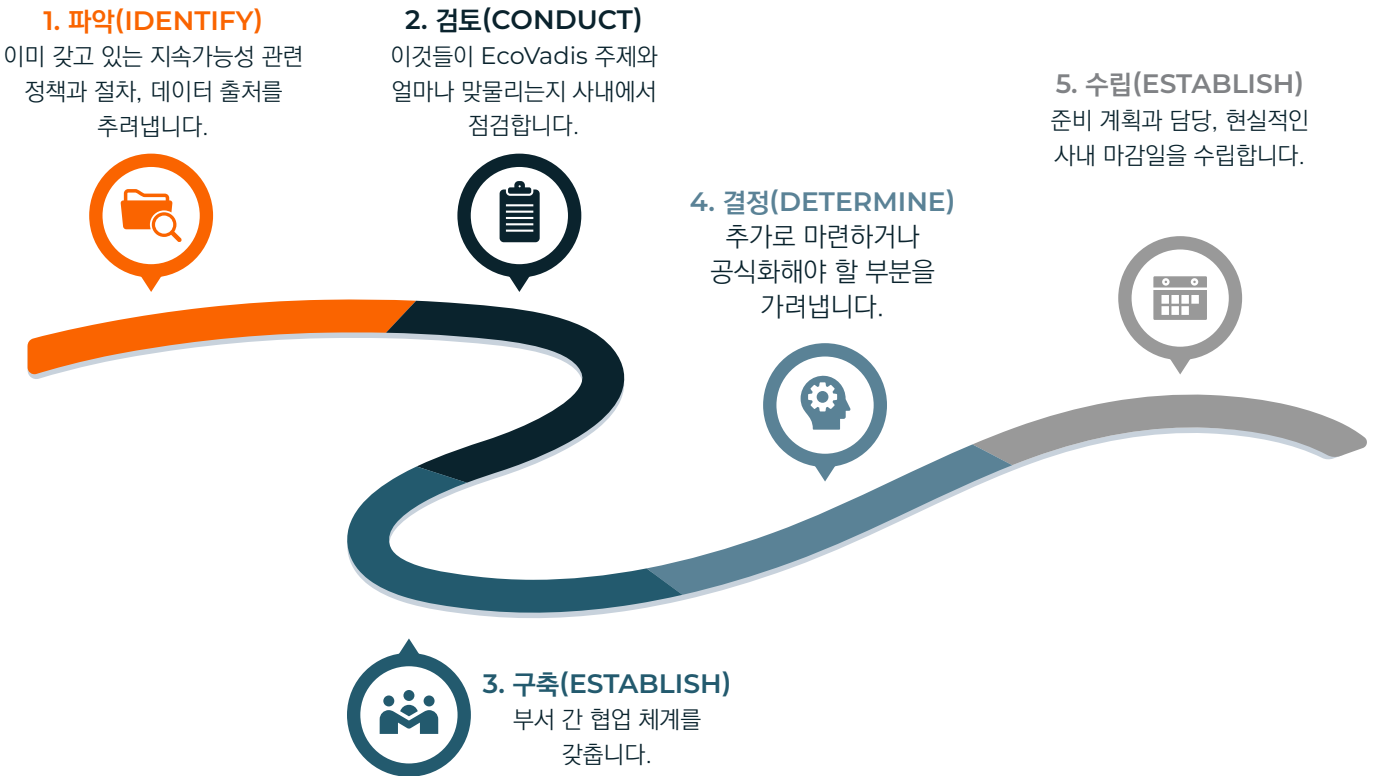 1. 파악(IDENTIFY)
이미 갖고 있는 지속가능성 관련
정책과 절차, 데이터 출처를
추려냅니다.
2. 검토(CONDUCT)
이것들이 EcoVadis 주제와
얼마나 맞물리는지 사내에서
점검합니다.
3. 구축(ESTABLISH)
부서 간 협업 체계를
갖춥니다.
4. 결정(DETERMINE)
추가로 마련하거나
공식화해야 할 부분을
가려냅니다.
5. 수립(ESTABLISH)
준비 계획과 담당, 현실적인
사내 마감일을 수립합니다.